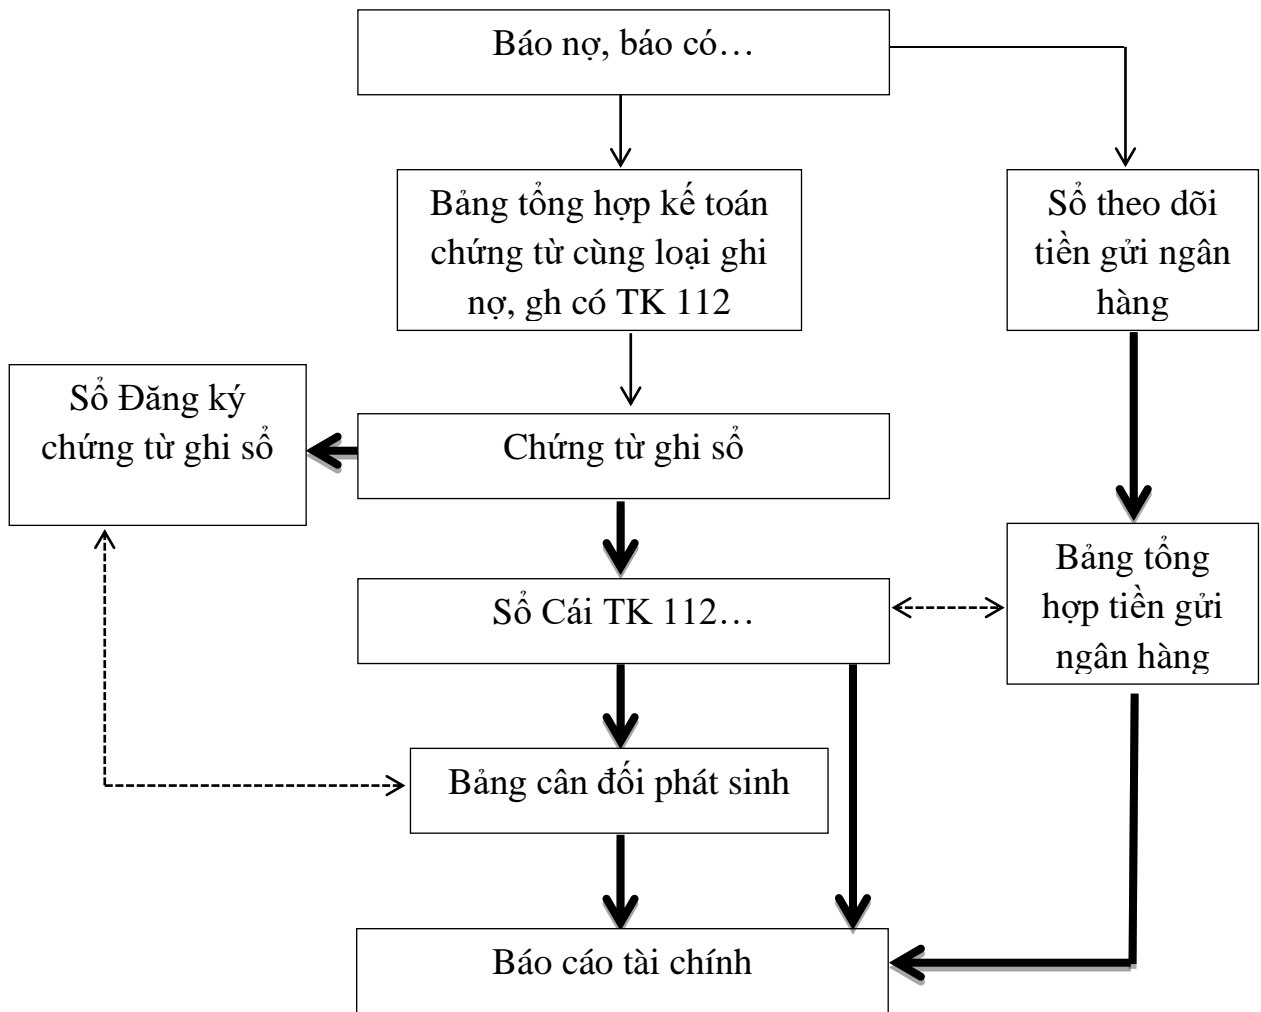 Báo nợ, báo có…
Bảng tổng hợp kế toán
chứng từ cùng loại ghi
nợ, gh có TK 112
Sổ theo dõi
tiền gửi ngân
hàng
Sổ Đăng ký
chứng từ ghi sổ
Chứng từ ghi sổ
Sổ Cái TK 112…
Bảng tổng
hợp tiền gửi
ngân hàng
Bảng cân đối phát sinh
Báo cáo tài chính